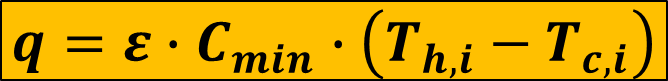 q = ε · C_min · (T_h,i − T_c,i)